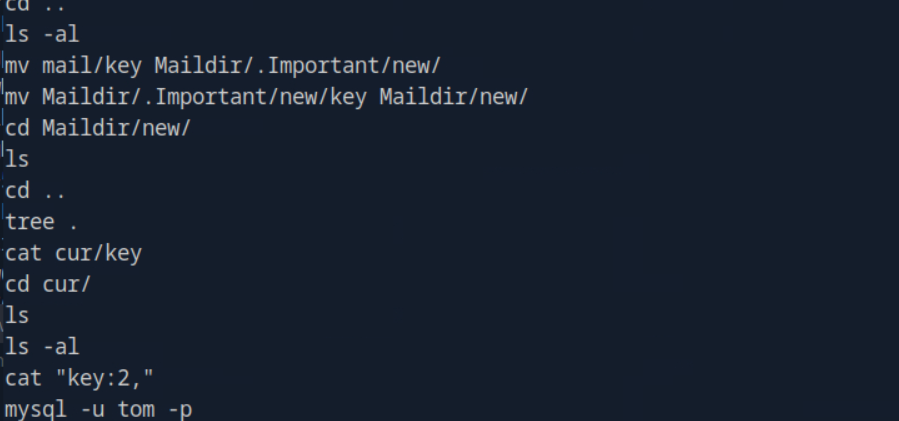 cd ..
ls -al
mv mail/key Maildir/.Important/new/
mv Maildir/.Important/new/key Maildir/new/
cd Maildir/new/
ls
cd ..
tree .
cat cur/key
cd cur/
ls
ls -al
cat "key:2,"
mysql -u tom -p